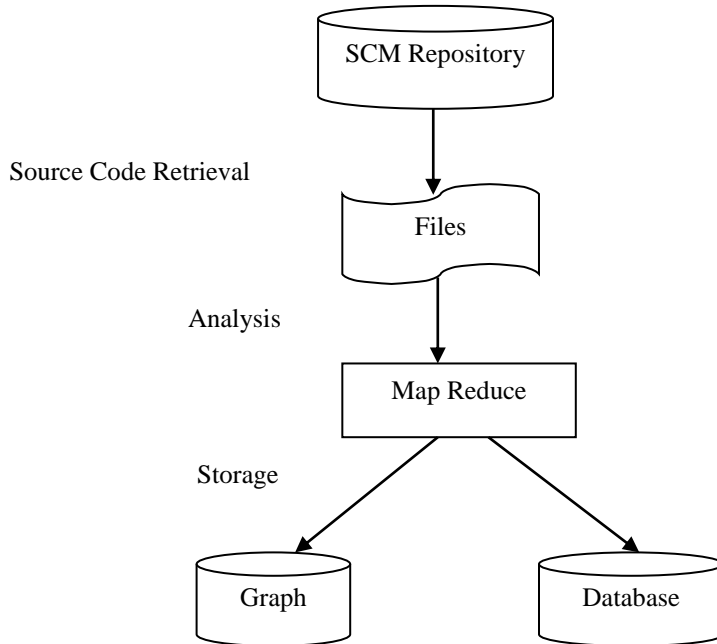 SCM Repository
Source Code Retrieval
Files
Analysis
Map Reduce
Storage
Graph
Database